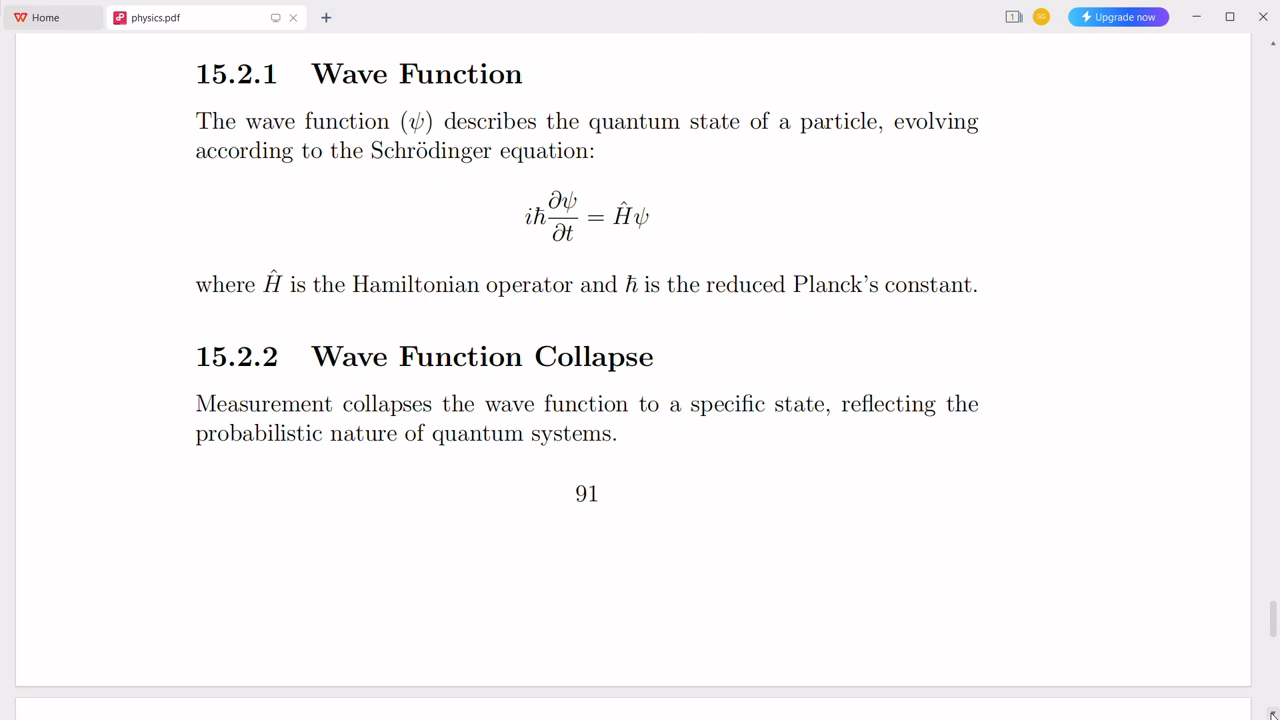 Home
physics.pdf
1
SG
Upgrade now
15.2.1 Wave Function
The wave function (ψ) describes the quantum state of a particle, evolving
according to the Schrödinger equation:
iħ ∂ψ/∂t = Ĥψ
where Ĥ is the Hamiltonian operator and ħ is the reduced Planck's constant.
15.2.2 Wave Function Collapse
Measurement collapses the wave function to a specific state, reflecting the
probabilistic nature of quantum systems.
91